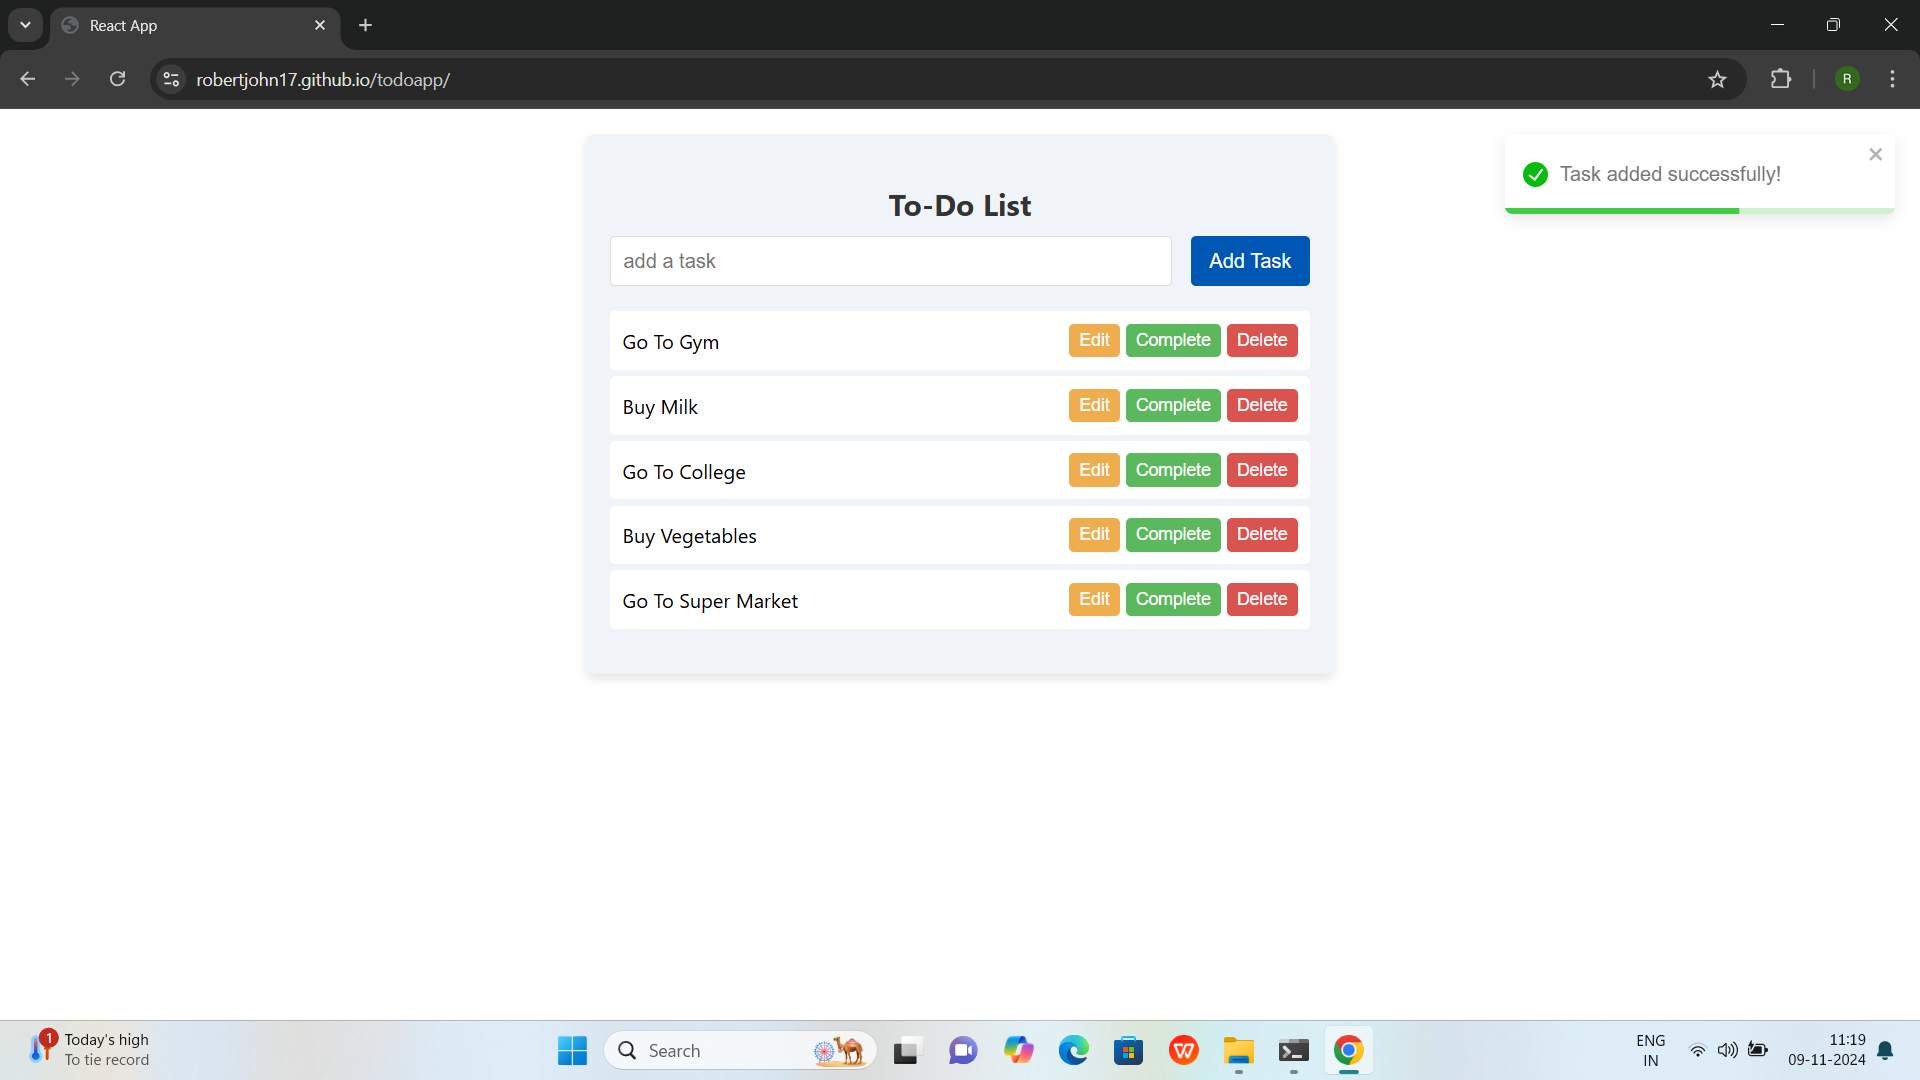 React App
robertjohn17.github.io/todoapp/
Task added successfully!
To-Do List
add a task
Add Task
Go To Gym
Edit Complete Delete
Buy Milk
Edit Complete Delete
Go To College
Edit Complete Delete
Buy Vegetables
Edit Complete Delete
Go To Super Market
Edit Complete Delete
1
Today's high
To tie record
Search
ENG
IN
11:19
09-11-2024
R
W